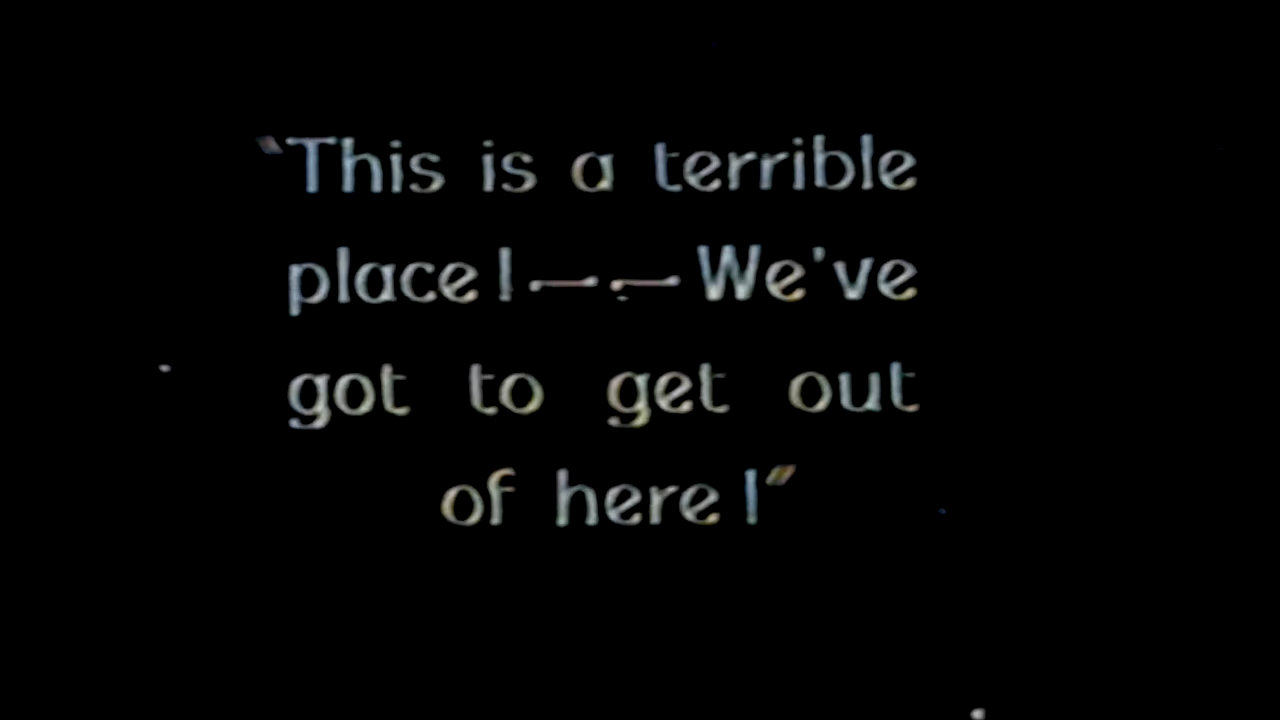 "This is a terrible
place!——We've
got to get out
of here!"